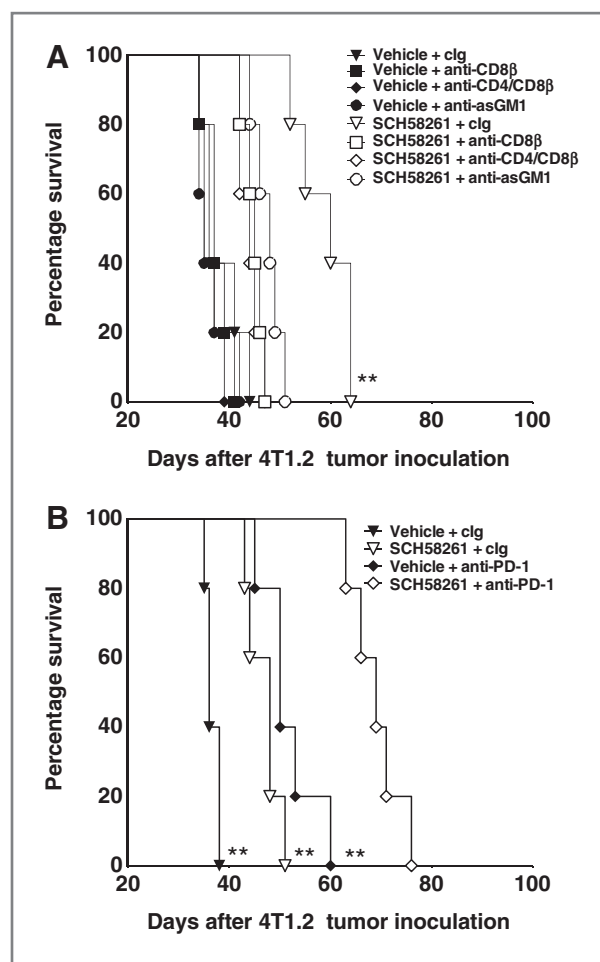 A
100
80
60
40
20
0
Percentage survival
Vehicle + cIg
Vehicle + anti-CD8β
Vehicle + anti-CD4/CD8β
Vehicle + anti-asGM1
SCH58261 + cIg
SCH58261 + anti-CD8β
SCH58261 + anti-CD4/CD8β
SCH58261 + anti-asGM1
**
20 40 60 80 100
Days after 4T1.2 tumor inoculation
B
100
80
60
40
20
0
Percentage survival
Vehicle + cIg
SCH58261 + cIg
Vehicle + anti-PD-1
SCH58261 + anti-PD-1
** ** **
20 40 60 80 100
Days after 4T1.2 tumor inoculation